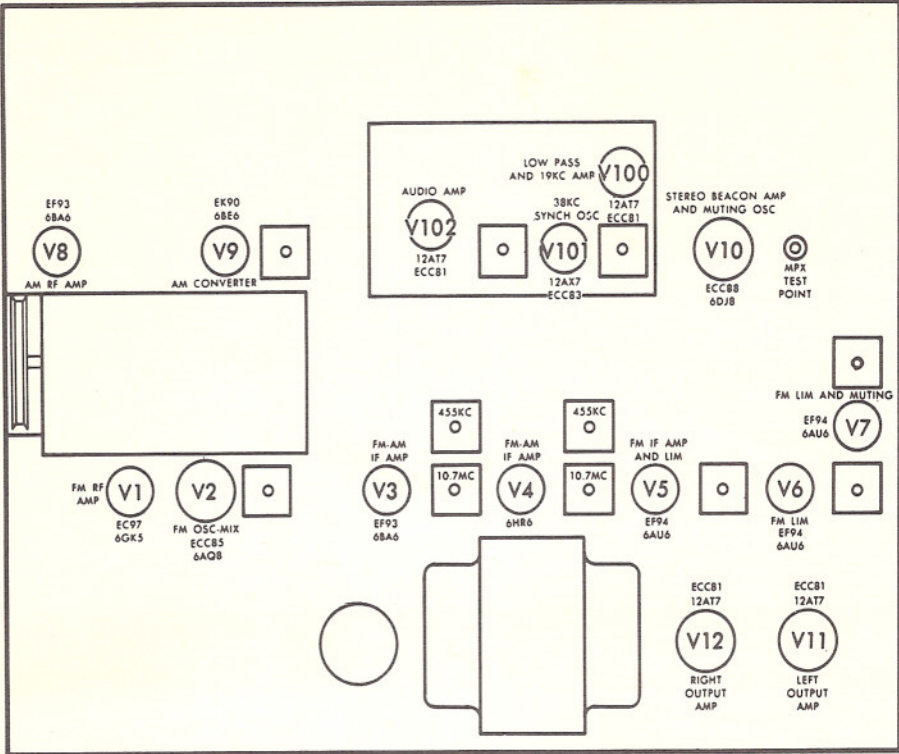 LOW PASS
AND 19KC AMP
V100
12AT7
ECC81
AUDIO AMP
V102
12AT7
ECC81
38KC
SYNCH OSC
V101
12AX7
ECC83
STEREO BEACON AMP
AND MUTING OSC
V10
ECC88
6DJ8
MPX
TEST
POINT
EF93
6BA6
V8
AM RF AMP
EK90
6BE6
V9
AM CONVERTER
FM LIM AND MUTING
EF94
6AU6
V7
455KC
455KC
FM RF
AMP
V1
EC97
6GK5
V2
FM OSC-MIX
ECC85
6AQ8
FM-AM
IF AMP
V3
EF93
6BA6
10.7MC
FM-AM
IF AMP
V4
6HR6
10.7MC
FM IF AMP
AND LIM
V5
EF94
6AU6
V6
FM LIM
EF94
6AU6
ECC81
12AT7
V12
RIGHT
OUTPUT
AMP
ECC81
12AT7
V11
LEFT
OUTPUT
AMP